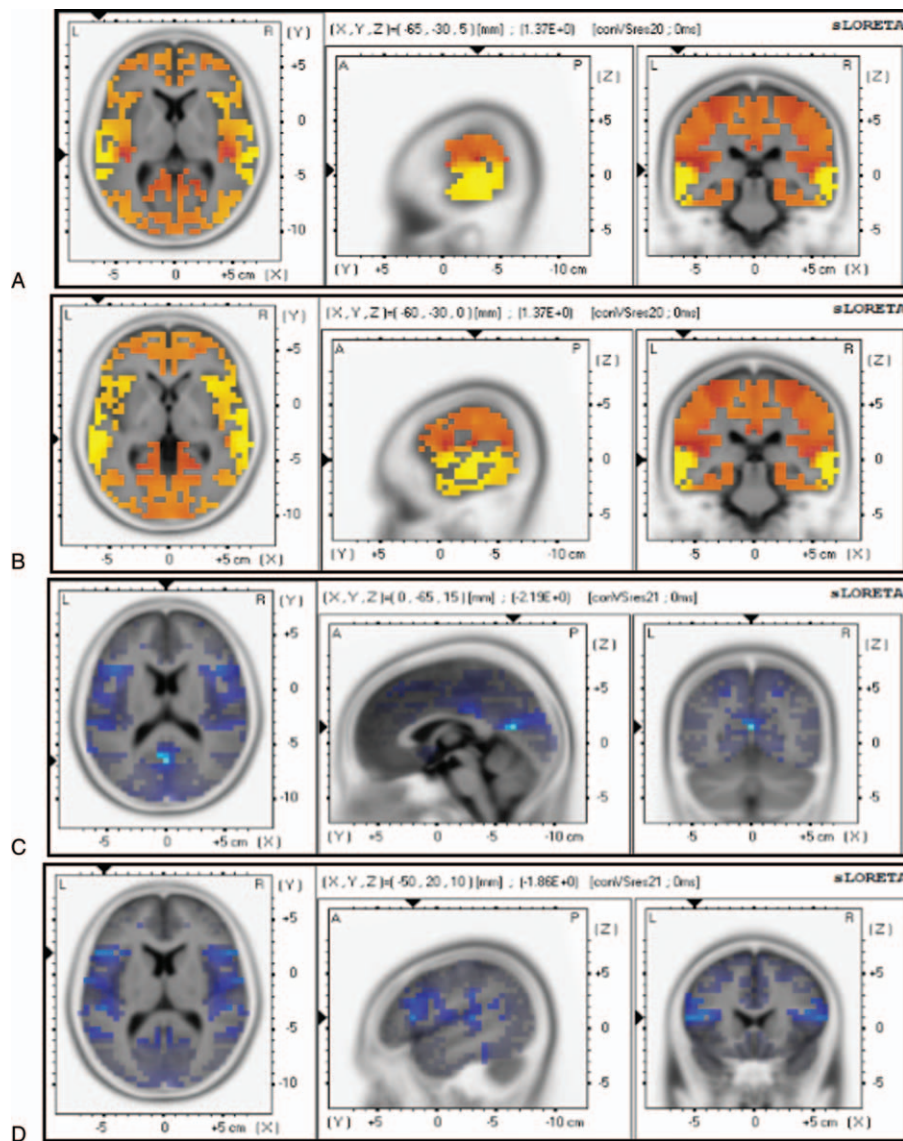 L R (Y) (X,Y,Z)=(-65,-30,5)[mm] ; (1.37E+0) [conVSres20 ; 0ms] sLORETA
A P (Z) L R (Z)
+5 +5 +5
0 0 0
-5 -5 -5
-10
-5 0 +5 cm (X) (Y) +5 0 -5 -10 cm -5 0 +5 cm (X)
A
L R (Y) (X,Y,Z)=(-60,-30,0)[mm] ; (1.37E+0) [conVSres20 ; 0ms] sLORETA
A P (Z) L R (Z)
+5 +5 +5
0 0 0
-5 -5 -5
-10
-5 0 +5 cm (X) (Y) +5 0 -5 -10 cm -5 0 +5 cm (X)
B
L R (Y) (X,Y,Z)=(0,-65,15)[mm] ; (-2.19E+0) [conVSres21 ; 0ms] sLORETA
A P (Z) L R (Z)
+5 +5 +5
0 0 0
-5 -5 -5
-10
-5 0 +5 cm (X) (Y) +5 0 -5 -10 cm -5 0 +5 cm (X)
C
L R (Y) (X,Y,Z)=(-50,20,10)[mm] ; (-1.86E+0) [conVSres21 ; 0ms] sLORETA
A P (Z) L R (Z)
+5 +5 +5
0 0 0
-5 -5 -5
-10
-5 0 +5 cm (X) (Y) +5 0 -5 -10 cm -5 0 +5 cm (X)
D